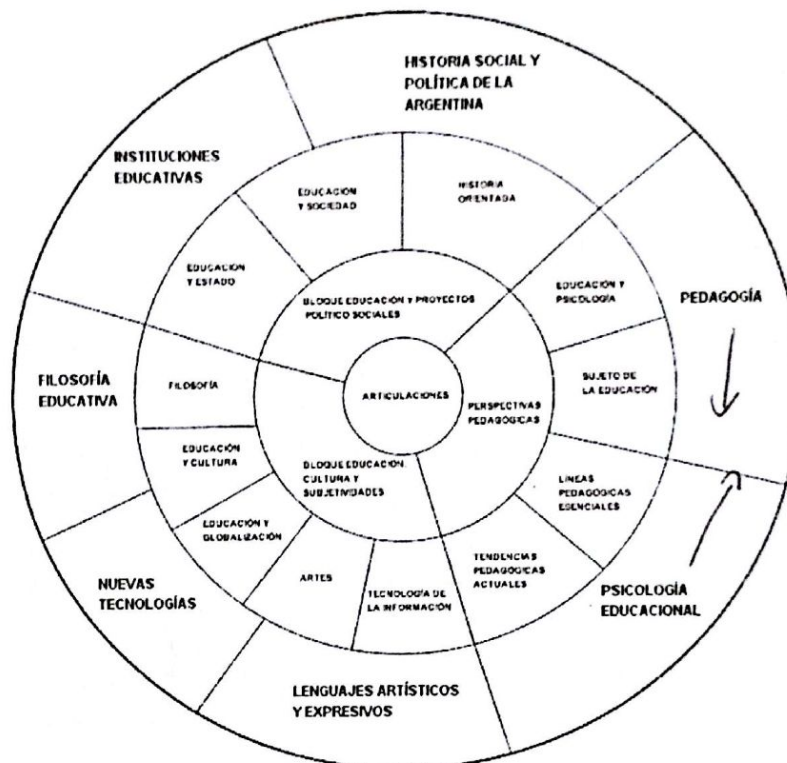 HISTORIA SOCIAL Y
POLÍTICA DE LA
ARGENTINA
INSTITUCIONES
EDUCATIVAS
EDUCACIÓN
Y SOCIEDAD
HISTORIA
ORIENTADA
EDUCACIÓN
Y ESTADO
EDUCACIÓN Y
PSICOLOGÍA
PEDAGOGÍA
BLOQUE EDUCACIÓN Y PROYECTOS
POLÍTICO SOCIALES
FILOSOFÍA
EDUCATIVA
FILOSOFÍA
ARTICULACIONES
PERSPECTIVAS
PEDAGÓGICAS
SUJETO DE
LA EDUCACIÓN
EDUCACIÓN
Y CULTURA
BLOQUE EDUCACIÓN,
CULTURA Y
SUBJETIVIDADES
LÍNEAS
PEDAGÓGICAS
ESENCIALES
EDUCACIÓN Y
GLOBALIZACIÓN
TENDENCIAS
PEDAGÓGICAS
ACTUALES
ARTES
TECNOLOGÍA DE
LA INFORMACIÓN
NUEVAS
TECNOLOGÍAS
PSICOLOGÍA
EDUCACIONAL
LENGUAJES ARTÍSTICOS
Y EXPRESIVOS